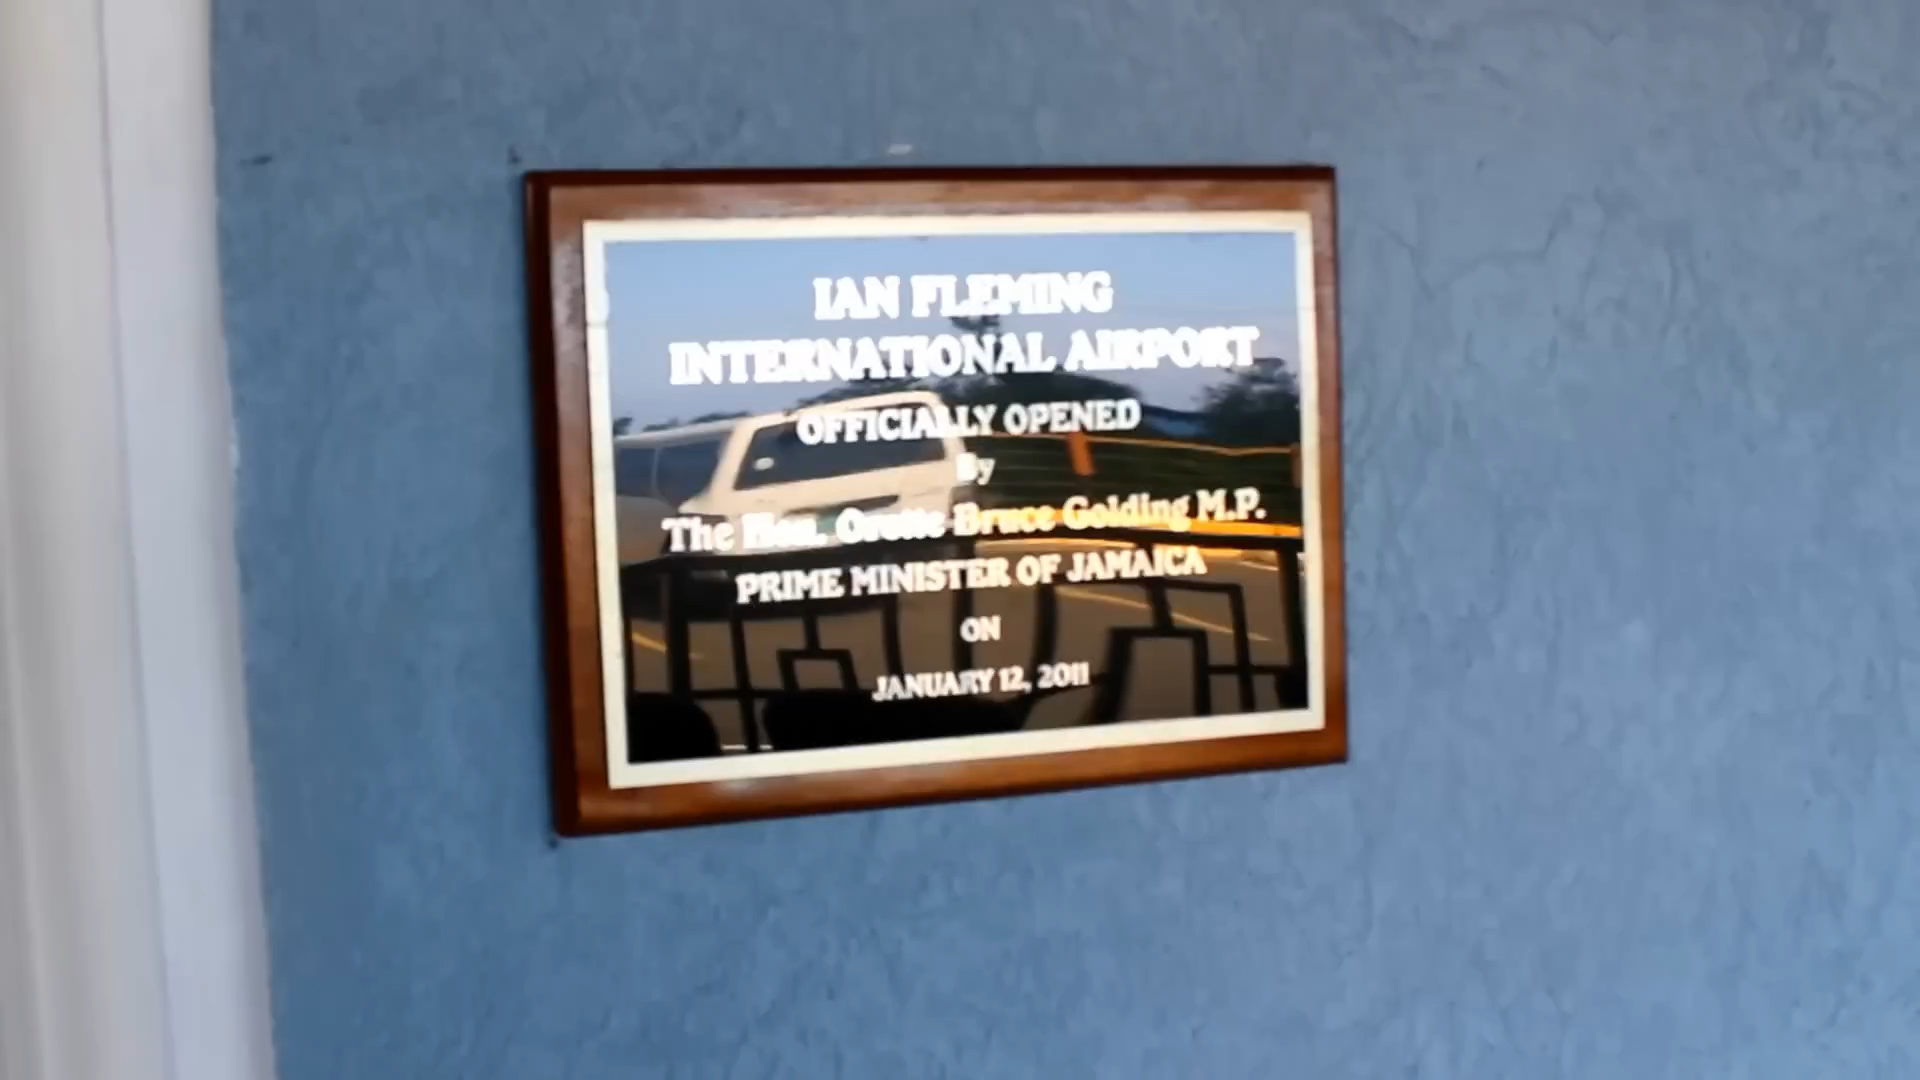 IAN FLEMING
INTERNATIONAL AIRPORT
OFFICIALLY OPENED
By
The Hon. Orette Bruce Golding M.P.
PRIME MINISTER OF JAMAICA
ON
JANUARY 12, 2011